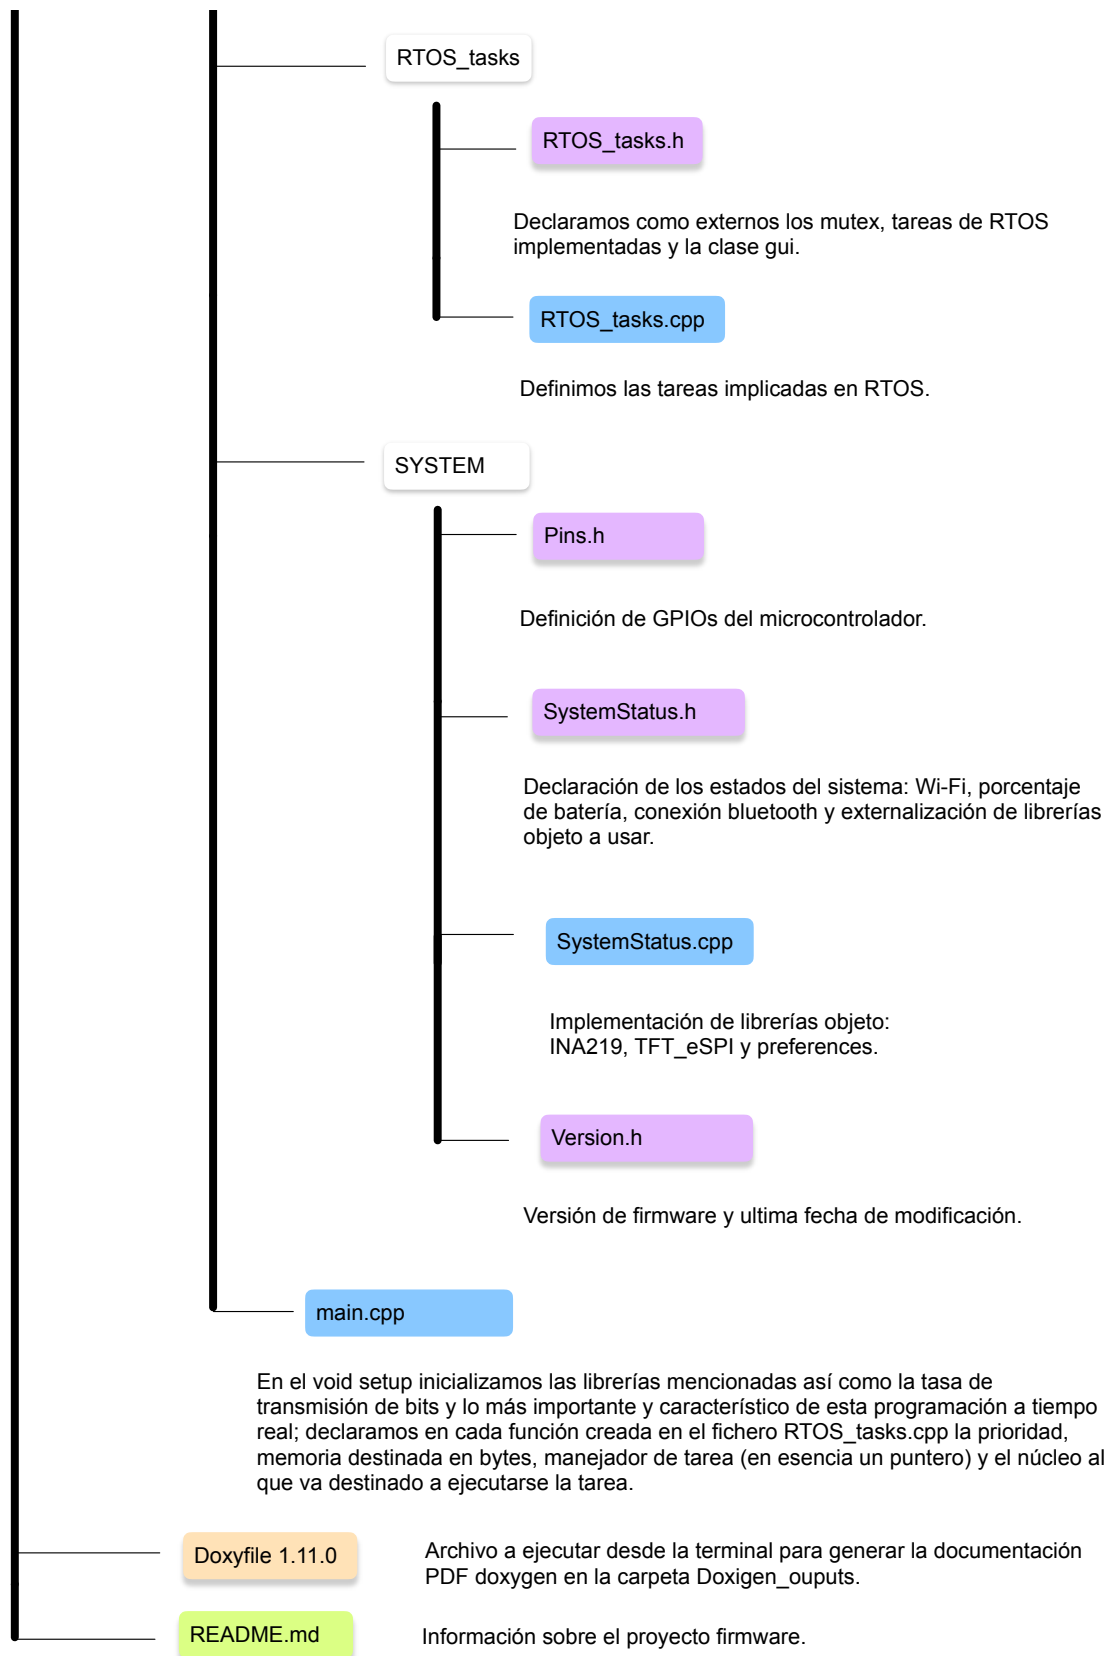 RTOS_tasks
RTOS_tasks.h
Declaramos como externos los mutex, tareas de RTOS
implementadas y la clase gui.
RTOS_tasks.cpp
Definimos las tareas implicadas en RTOS.
SYSTEM
Pins.h
Definición de GPIOs del microcontrolador.
SystemStatus.h
Declaración de los estados del sistema: Wi-Fi, porcentaje
de batería, conexión bluetooth y externalización de librerías
objeto a usar.
SystemStatus.cpp
Implementación de librerías objeto:
INA219, TFT_eSPI y preferences.
Version.h
Versión de firmware y ultima fecha de modificación.
main.cpp
En el void setup inicializamos las librerías mencionadas así como la tasa de
transmisión de bits y lo más importante y característico de esta programación a tiempo
real; declaramos en cada función creada en el fichero RTOS_tasks.cpp la prioridad,
memoria destinada en bytes, manejador de tarea (en esencia un puntero) y el núcleo al
que va destinado a ejecutarse la tarea.
Doxyfile 1.11.0
Archivo a ejecutar desde la terminal para generar la documentación
PDF doxygen en la carpeta Doxigen_ouputs.
README.md
Información sobre el proyecto firmware.